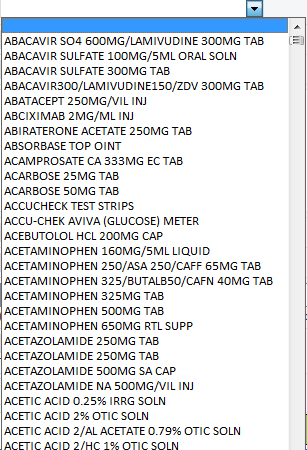 ABACAVIR SO4 600MG/LAMIVUDINE 300MG TAB
ABACAVIR SULFATE 100MG/5ML ORAL SOLN
ABACAVIR SULFATE 300MG TAB
ABACAVIR300/LAMIVUDINE150/ZDV 300MG TAB
ABATACEPT 250MG/VIL INJ
ABCIXIMAB 2MG/ML INJ
ABIRATERONE ACETATE 250MG TAB
ABSORBASE TOP OINT
ACAMPROSATE CA 333MG EC TAB
ACARBOSE 25MG TAB
ACARBOSE 50MG TAB
ACCUCHECK TEST STRIPS
ACCU-CHEK AVIVA (GLUCOSE) METER
ACEBUTOLOL HCL 200MG CAP
ACETAMINOPHEN 160MG/5ML LIQUID
ACETAMINOPHEN 250/ASA 250/CAFF 65MG TAB
ACETAMINOPHEN 325/BUTALB50/CAFN 40MG TAB
ACETAMINOPHEN 325MG TAB
ACETAMINOPHEN 500MG TAB
ACETAMINOPHEN 650MG RTL SUPP
ACETAZOLAMIDE 250MG TAB
ACETAZOLAMIDE 250MG TAB
ACETAZOLAMIDE 500MG SA CAP
ACETAZOLAMIDE NA 500MG/VIL INJ
ACETIC ACID 0.25% IRRG SOLN
ACETIC ACID 2% OTIC SOLN
ACETIC ACID 2/AL ACETATE 0.79% OTIC SOLN
ACETIC ACID 2/HC 1% OTIC SOLN